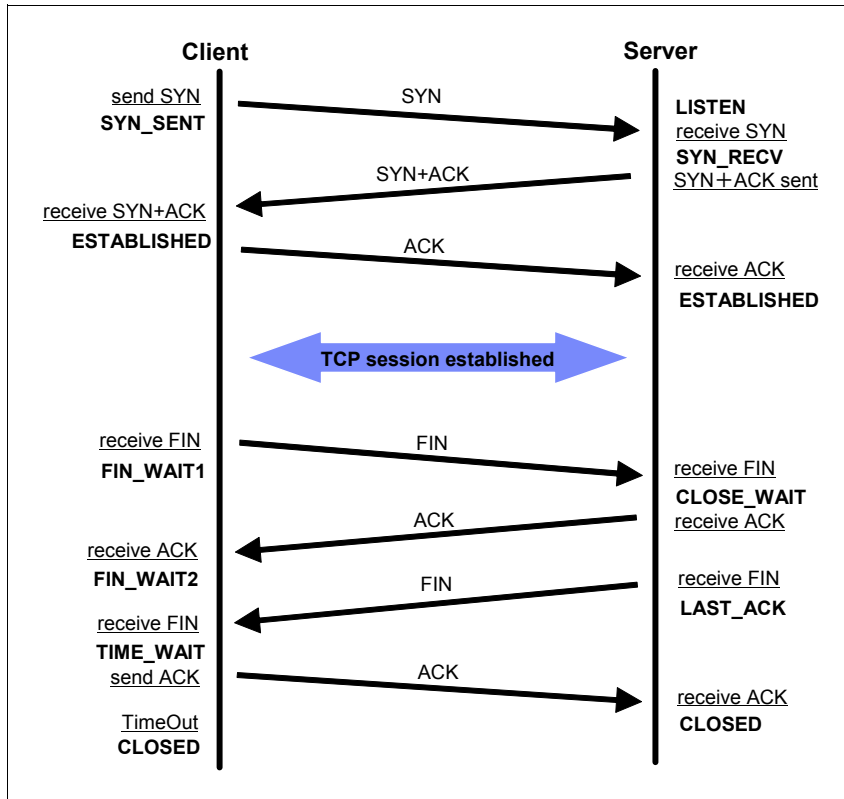 Client
Server
send SYN
SYN_SENT
SYN
LISTEN
receive SYN
SYN_RECV
SYN+ACK sent
SYN+ACK
receive SYN+ACK
ESTABLISHED
ACK
receive ACK
ESTABLISHED
TCP session established
receive FIN
FIN_WAIT1
FIN
receive FIN
CLOSE_WAIT
receive ACK
ACK
receive ACK
FIN_WAIT2
FIN
receive FIN
LAST_ACK
receive FIN
TIME_WAIT
send ACK
ACK
receive ACK
CLOSED
TimeOut
CLOSED